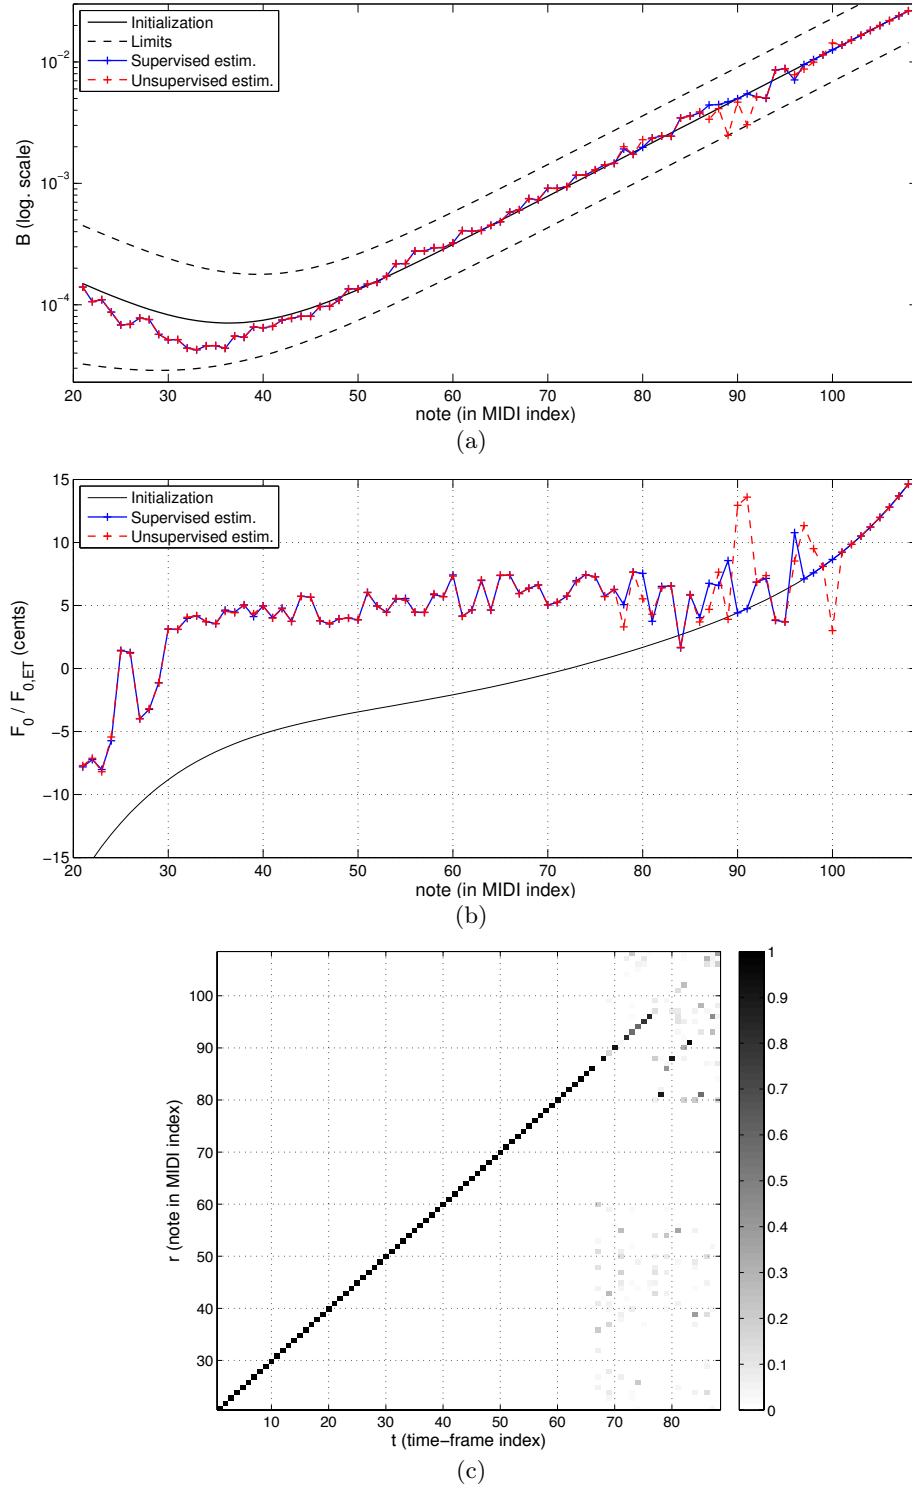 Initialization
Limits
Supervised estim.
Unsupervised estim.
10⁻²
10⁻³
10⁻⁴
B (log. scale)
20 30 40 50 60 70 80 90 100
note (in MIDI index)
(a)
15
10
5
0
−5
−10
−15
Initialization
Supervised estim.
Unsupervised estim.
F₀ / F₀,ET (cents)
20 30 40 50 60 70 80 90 100
note (in MIDI index)
(b)
100
90
80
70
60
50
40
30
r (note in MIDI index)
10 20 30 40 50 60 70 80
t (time−frame index)
1
0.9
0.8
0.7
0.6
0.5
0.4
0.3
0.2
0.1
0
(c)